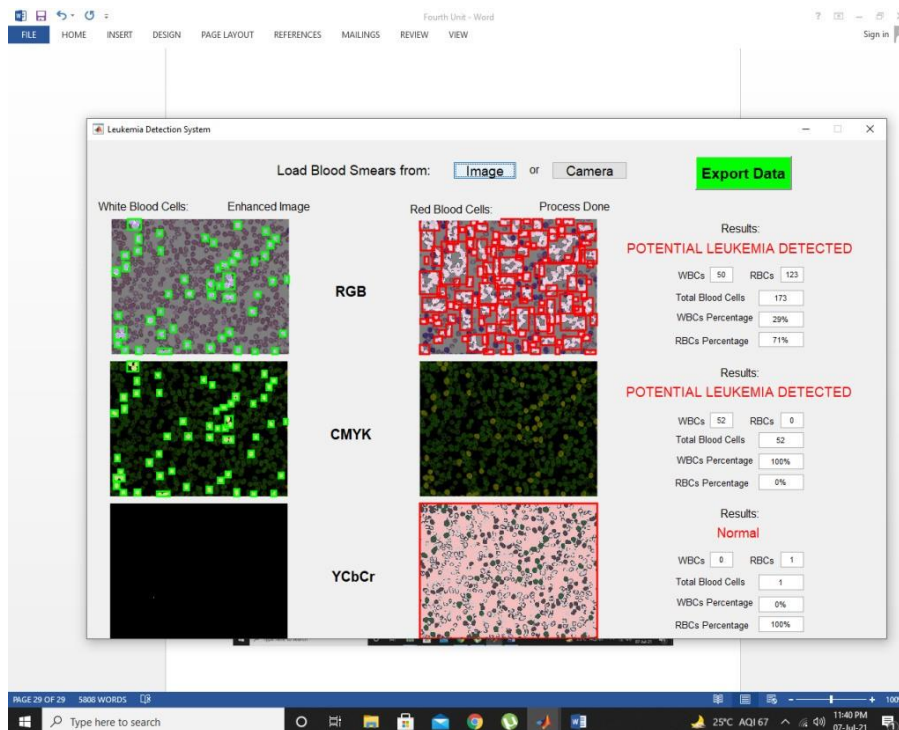 Fourth Unit - Word
FILE HOME INSERT DESIGN PAGE LAYOUT REFERENCES MAILINGS REVIEW VIEW Sign in
Leukemia Detection System
Load Blood Smears from: Image or Camera
Export Data
White Blood Cells: Enhanced Image Red Blood Cells: Process Done
RGB
Results:
POTENTIAL LEUKEMIA DETECTED
WBCs 50 RBCs 123
Total Blood Cells 173
WBCs Percentage 29%
RBCs Percentage 71%
CMYK
Results:
POTENTIAL LEUKEMIA DETECTED
WBCs 52 RBCs 0
Total Blood Cells 52
WBCs Percentage 100%
RBCs Percentage 0%
YCbCr
Results:
Normal
WBCs 0 RBCs 1
Total Blood Cells 1
WBCs Percentage 0%
RBCs Percentage 100%
PAGE 29 OF 29 5808 WORDS
Type here to search
25°C AQI 67
11:40 PM
07-Jul-21